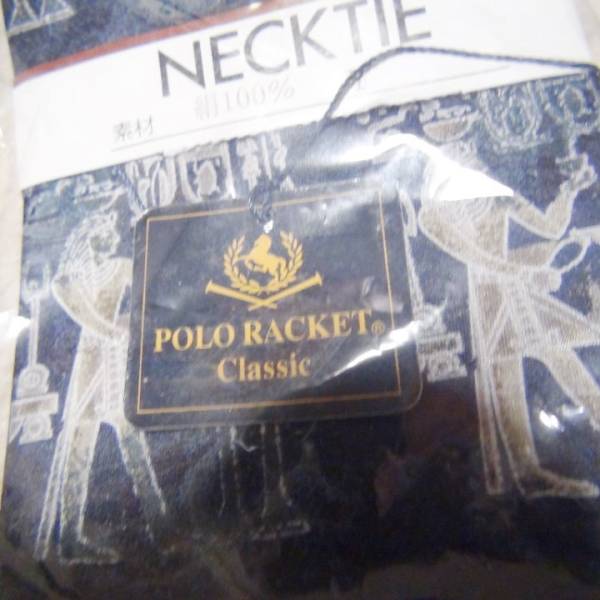 NECKTIE
素材 絹100%
POLO RACKET®
Classic